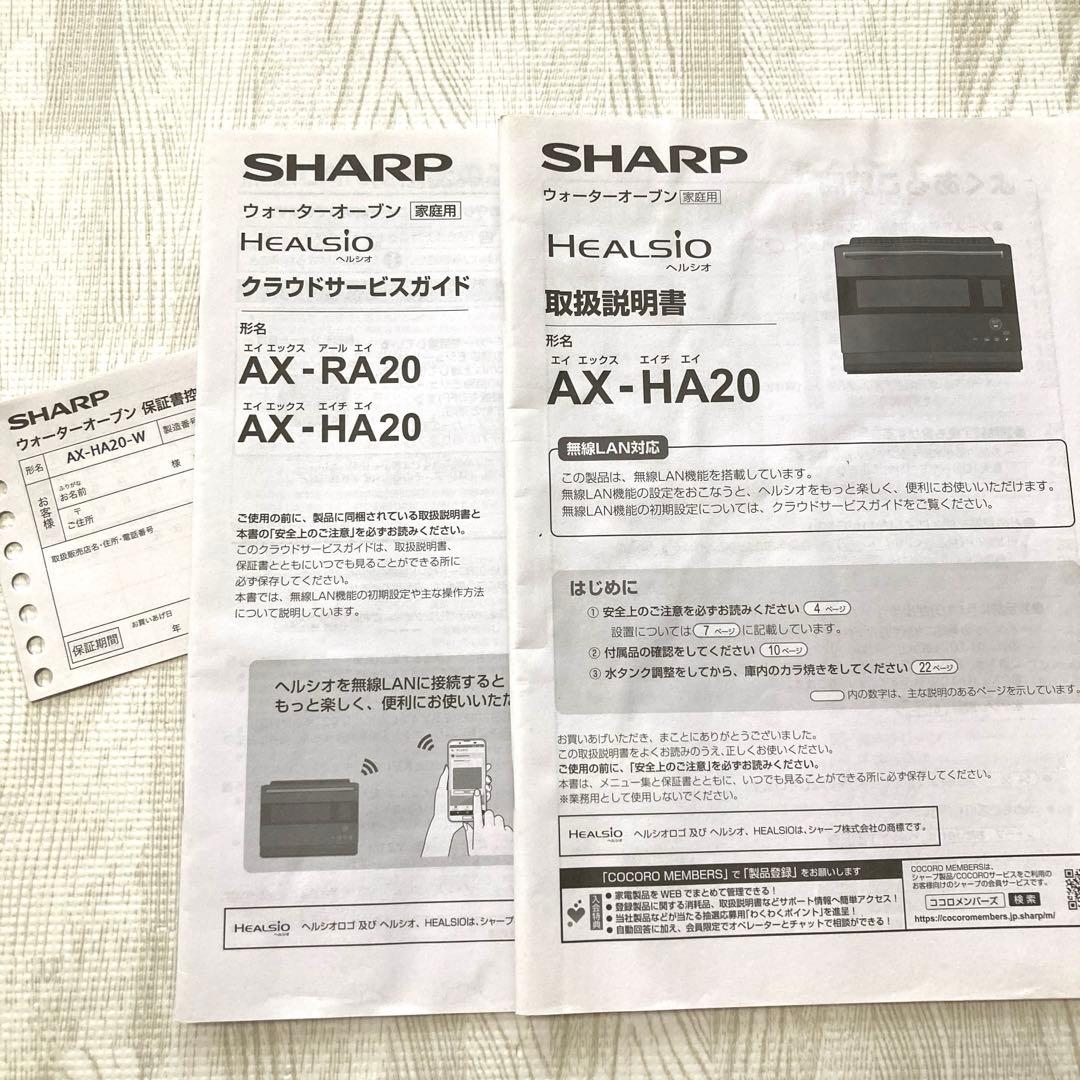 SHARP
ウォーターオーブン 保証書控
形名
AX-HA20-W
製造番号
お客様
ふりがな
お名前
様
〒
ご住所
取扱販売店名・住所・電話番号
お買いあげ日
保証期間
年
SHARP
ウォーターオーブン 家庭用
HEALSIO
ヘルシオ
クラウドサービスガイド
形名
エイ エックス アール エイ
AX-RA20
エイ エックス エイチ エイ
AX-HA20
ご使用の前に、製品に同梱されている取扱説明書と
本書の「安全上のご注意」を必ずお読みください。
このクラウドサービスガイドは、取扱説明書、
保証書とともにいつでも見ることができる所に
必ず保存してください。
本書では、無線LAN機能の初期設定や主な操作方法
について説明しています。
ヘルシオを無線LANに接続すると
もっと楽しく、便利にお使いいただ
HEALSIO
ヘルシオ
ヘルシオロゴ 及び ヘルシオ、HEALSIOは、シャープ
SHARP
ウォーターオーブン 家庭用
HEALSIO
ヘルシオ
取扱説明書
形名
エイ エックス エイチ エイ
AX-HA20
無線LAN対応
この製品は、無線LAN機能を搭載しています。
無線LAN機能の設定をおこなうと、ヘルシオをもっと楽しく、便利にお使いいただけます。
無線LAN機能の初期設定については、クラウドサービスガイドをご覧ください。
はじめに
① 安全上のご注意を必ずお読みください 4 ページ
設置については 7 ページ に記載しています。
② 付属品の確認をしてください 10 ページ
③ 水タンク調整をしてから、庫内のカラ焼きをしてください 22 ページ
内の数字は、主な説明のあるページを示しています。
お買いあげいただき、まことにありがとうございました。
この取扱説明書をよくお読みのうえ、正しくお使いください。
ご使用の前に、「安全上のご注意」を必ずお読みください。
本書は、メニュー集と保証書とともに、いつでも見ることができる所に必ず保存してください。
※業務用として使用しないでください。
HEALSIO
ヘルシオ
ヘルシオロゴ 及び ヘルシオ、HEALSIOは、シャープ株式会社の商標です。
「COCORO MEMBERS」で「製品登録」をお願いします
入会特典
● 家電製品を WEB でまとめて管理できる！
● 登録製品に関する消耗品、取扱説明書などサポート情報へ簡単アクセス！
● 当社製品などが当たる抽選応募用「わくわくポイント」を進呈！
● 自動回答に加え、会員限定でオペレーターとチャットで相談ができる！
COCORO MEMBERSは、
シャープ製品/COCOROサービスをご利用の
お客様向けのシャープの会員サービスです。
ココロメンバーズ 検索
https://cocoromembers.jp.sharp/m/